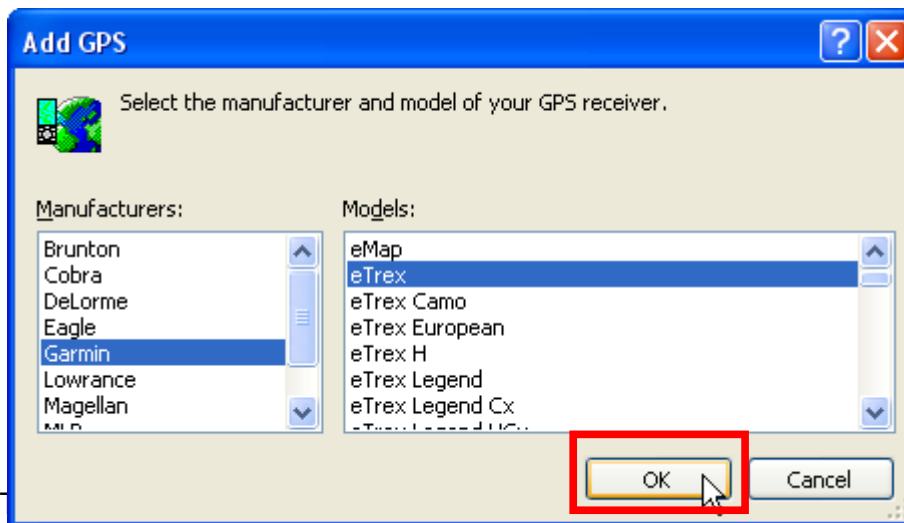 Add GPS
Select the manufacturer and model of your GPS receiver.
Manufacturers:
Brunton
Cobra
DeLorme
Eagle
Garmin
Lowrance
Magellan
Models:
eMap
eTrex
eTrex Camo
eTrex European
eTrex H
eTrex Legend
eTrex Legend Cx
OK
Cancel